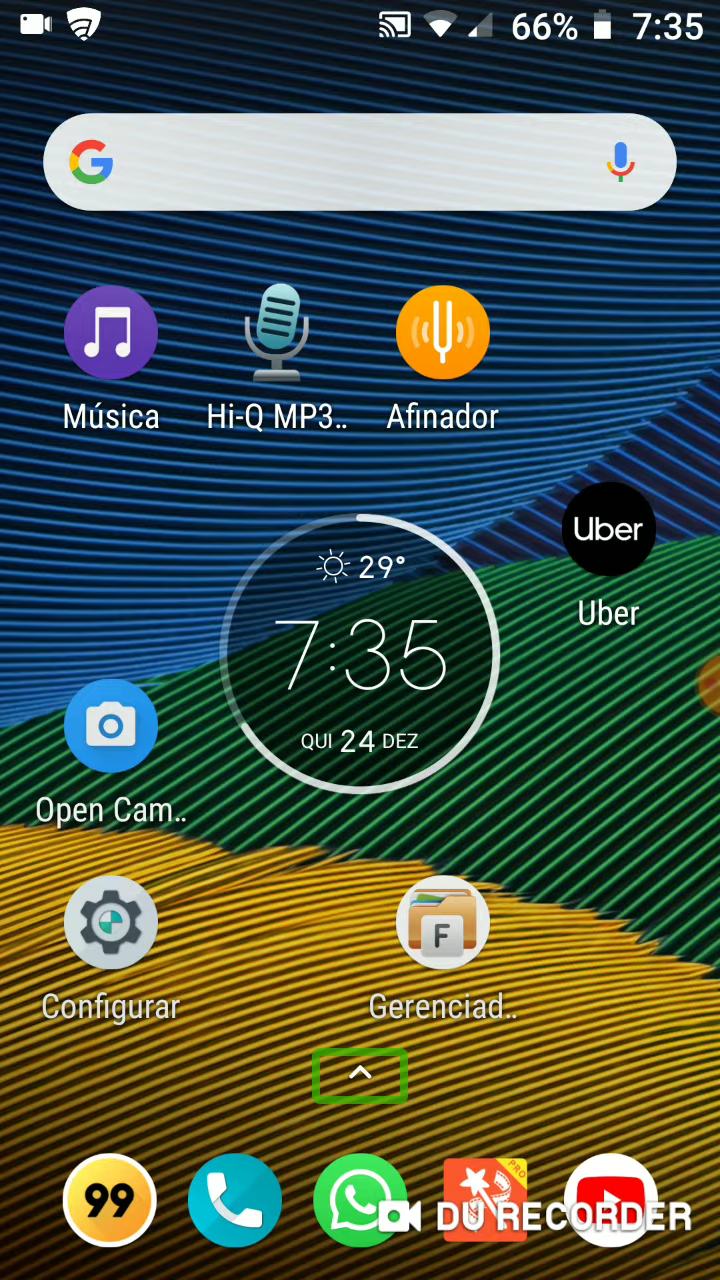 66% 7:35
Música Hi-Q MP3.. Afinador
Uber
Uber
29°
7:35
QUI 24 DEZ
Open Cam..
Configurar Gerenciad..
F
99
PRO
DU RECORDER